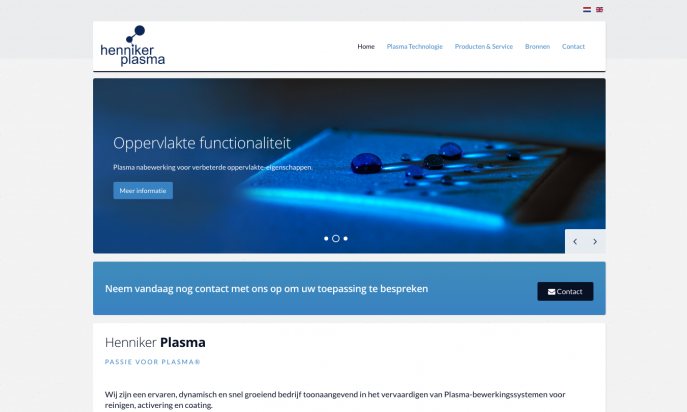 henniker
plasma
Home Plasma Technologie Producten & Service Bronnen Contact
Oppervlakte functionaliteit
Plasma nabewerking voor verbeterde oppervlakte-eigenschappen.
Meer informatie
Neem vandaag nog contact met ons op om uw toepassing te bespreken
Contact
Henniker Plasma
PASSIE VOOR PLASMA®
Wij zijn een ervaren, dynamisch en snel groeiend bedrijf toonaangevend in het vervaardigen van Plasma-bewerkingssystemen voor
reinigen, activering en coating.